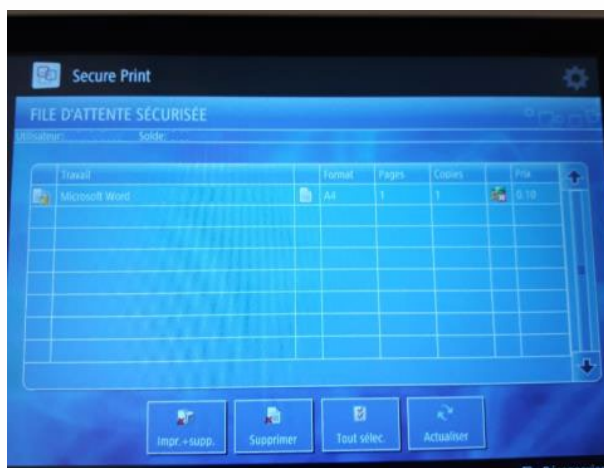 Secure Print
FILE D'ATTENTE SÉCURISÉE
Utilisateur: Solde:
Travail Format Pages Copies Prix
Microsoft Word A4 1 1 0.10
Impr.+supp. Supprimer Tout sélec. Actualiser